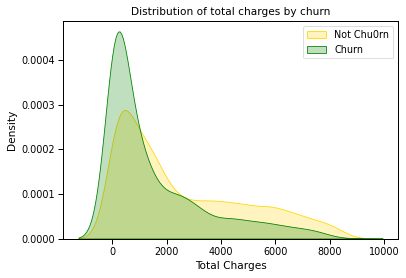 Distribution of total charges by churn
Not Chu0rn
Churn
0.0004
0.0003
0.0002
0.0001
0.0000
Density
0
2000
4000
6000
8000
10000
Total Charges